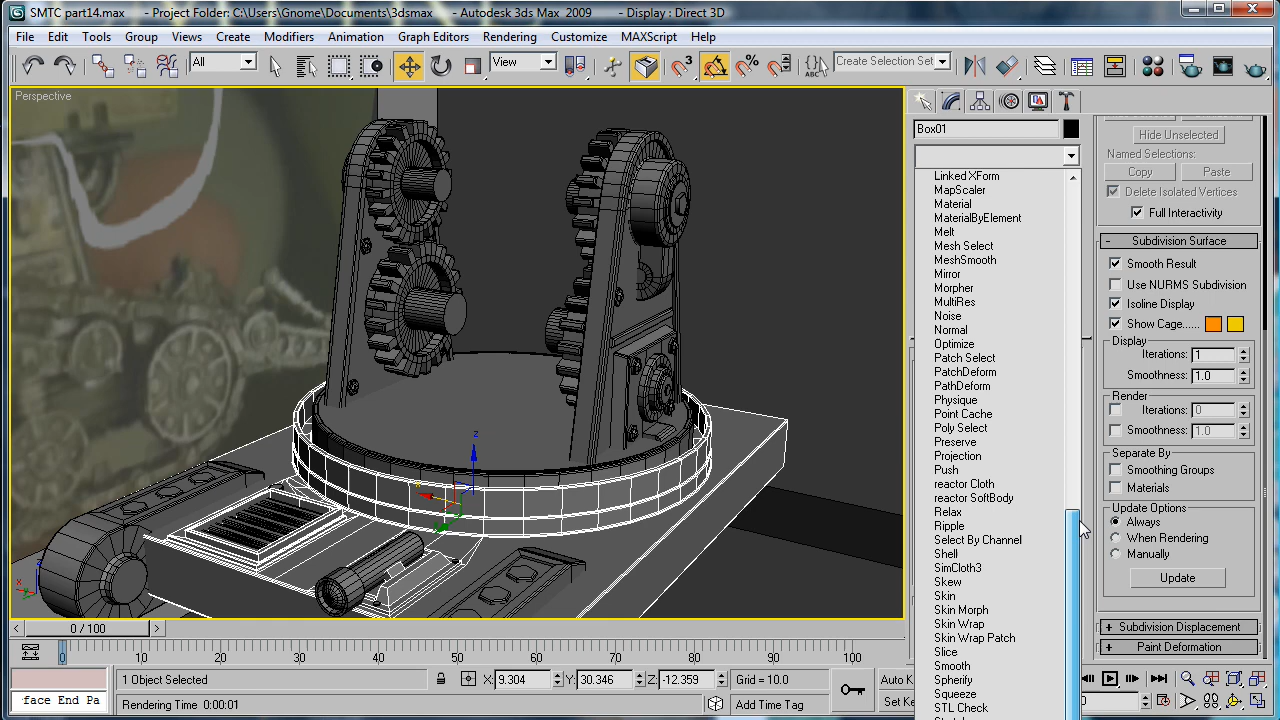 SMTC part14.max - Project Folder: C:\Users\Gnome\Documents\3dsmax - Autodesk 3ds Max 2009 - Display : Direct 3D
File Edit Tools Group Views Create Modifiers Animation Graph Editors Rendering Customize MAXScript Help
All View 3 % ABC Create Selection Set
Perspective
Box01
Linked XForm
MapScaler
Material
MaterialByElement
Melt
Mesh Select
MeshSmooth
Mirror
Morpher
MultiRes
Noise
Normal
Optimize
Patch Select
PatchDeform
PathDeform
Physique
Point Cache
Poly Select
Preserve
Projection
Push
reactor Cloth
reactor SoftBody
Relax
Ripple
Select By Channel
Shell
SimCloth3
Skew
Skin
Skin Morph
Skin Wrap
Skin Wrap Patch
Slice
Smooth
Spherify
Squeeze
STL Check
Hide Unselected
Named Selections:
Copy Paste
Delete Isolated Vertices
Full Interactivity
- Subdivision Surface
Smooth Result
Use NURMS Subdivision
Isoline Display
Show Cage......
Display
Iterations: 1
Smoothness: 1.0
Render
Iterations: 0
Smoothness: 1.0
Separate By
Smoothing Groups
Materials
Update Options
Always
When Rendering
Manually
Update
+ Subdivision Displacement
+ Paint Deformation
z
x z
< 0 / 100 >
0 10 20 30 40 50 60 70 80 90 100
1 Object Selected X: 9.304 Y: 30.346 Z: -12.359 Grid = 10.0 Auto K
face End Pa Rendering Time 0:00:01 Add Time Tag Set Ke 0